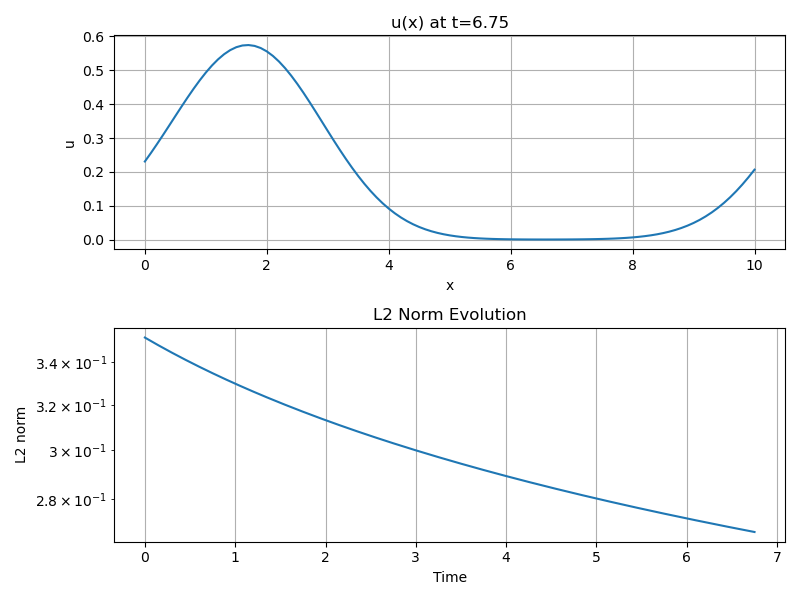 u(x) at t=6.75
0.6
0.5
0.4
0.3
0.2
0.1
0.0
u
0 2 4 6 8 10
x
L2 Norm Evolution
3.4 × 10⁻¹
3.2 × 10⁻¹
3 × 10⁻¹
2.8 × 10⁻¹
L2 norm
0 1 2 3 4 5 6 7
Time